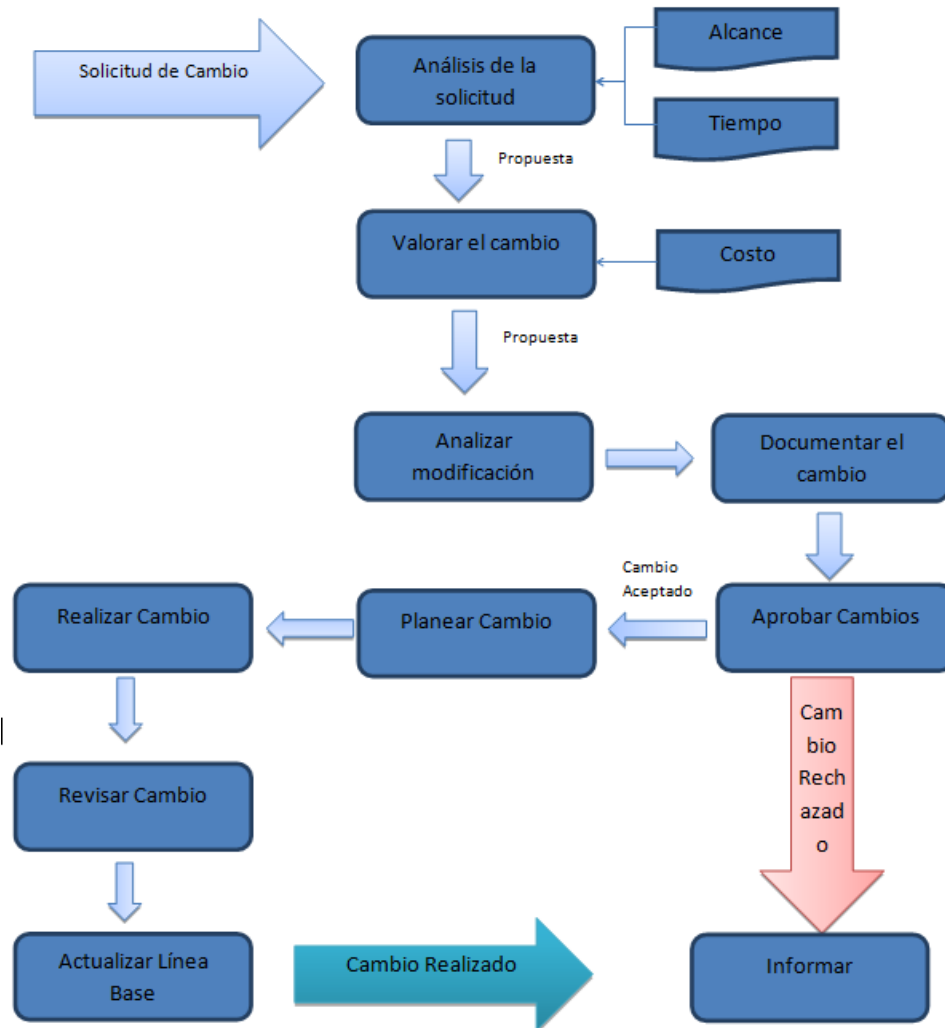 Solicitud de Cambio
Análisis de la
solicitud
Alcance
Tiempo
Propuesta
Valorar el cambio
Costo
Propuesta
Analizar
modificación
Documentar el
cambio
Cambio
Aceptado
Realizar Cambio
Planear Cambio
Aprobar Cambios
Cam
bio
Rech
azad
o
Revisar Cambio
Actualizar Línea
Base
Cambio Realizado
Informar